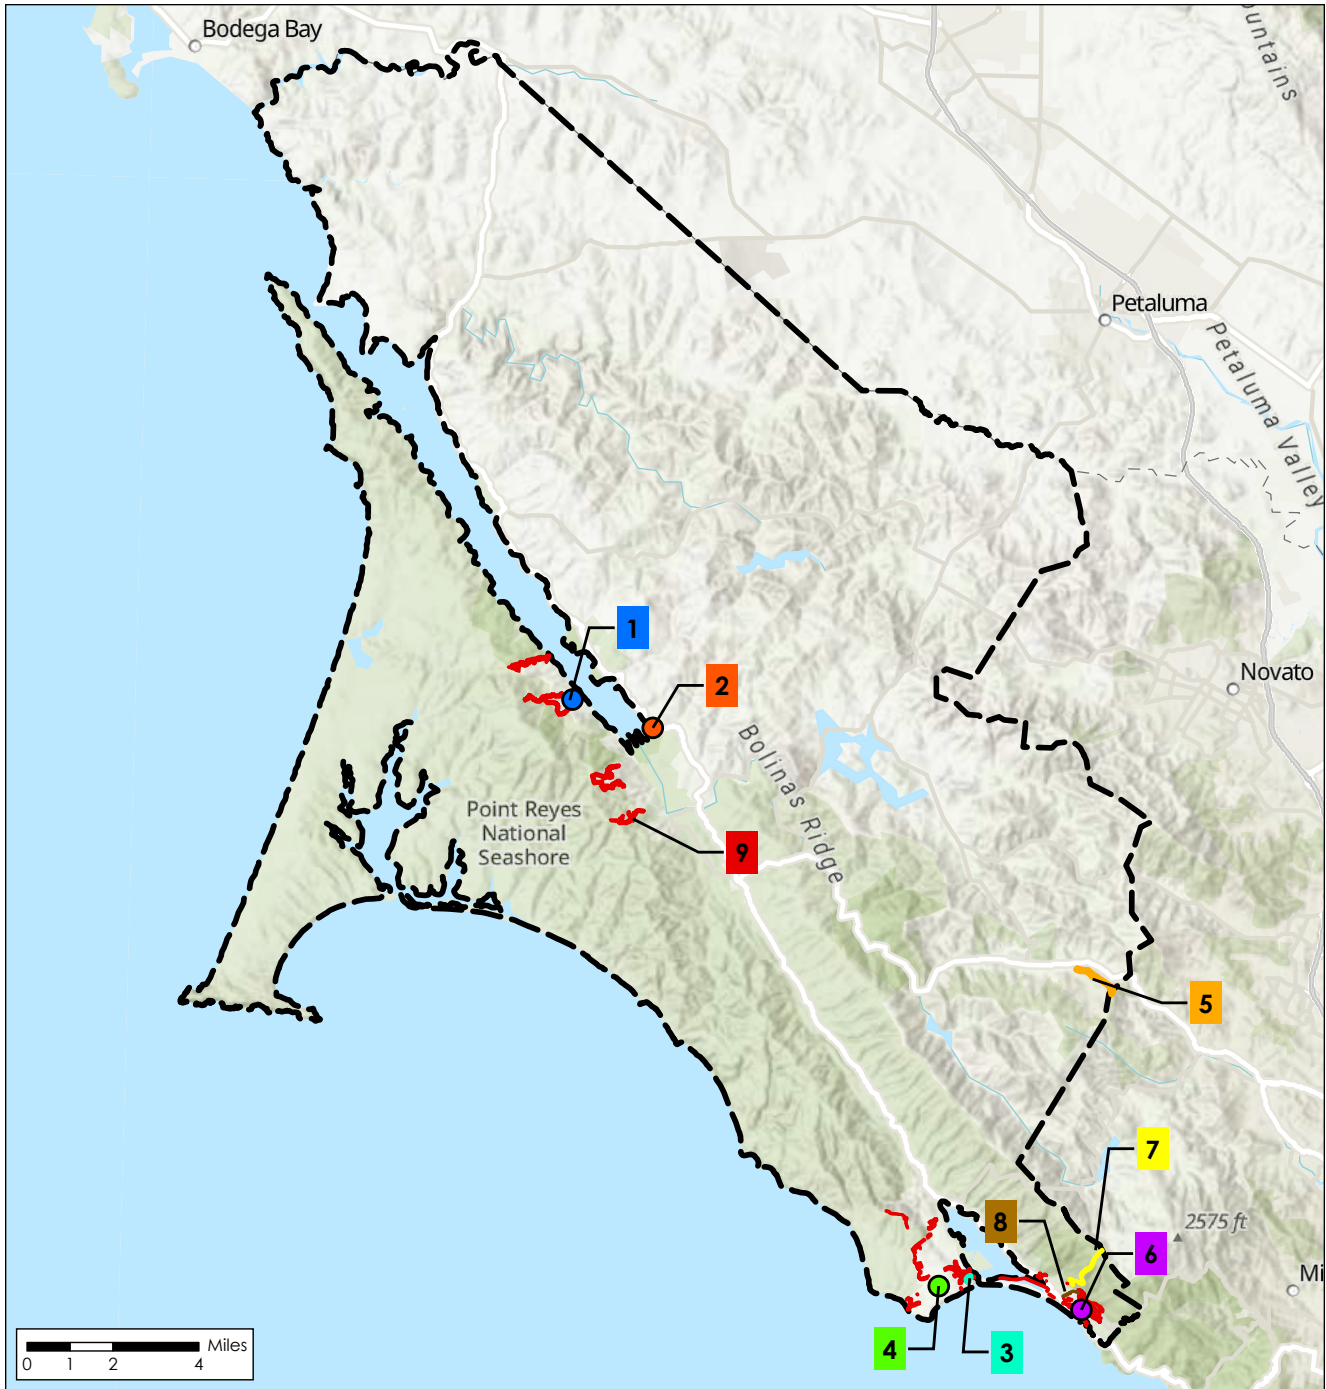 Bodega Bay
ountains
Petaluma
Petaluma Valley
1
2
Novato
Bolinas Ridge
Point Reyes
National
Seashore
9
5
7
8
2575 ft
6
Mi
4
3
Miles
0 1 2 4